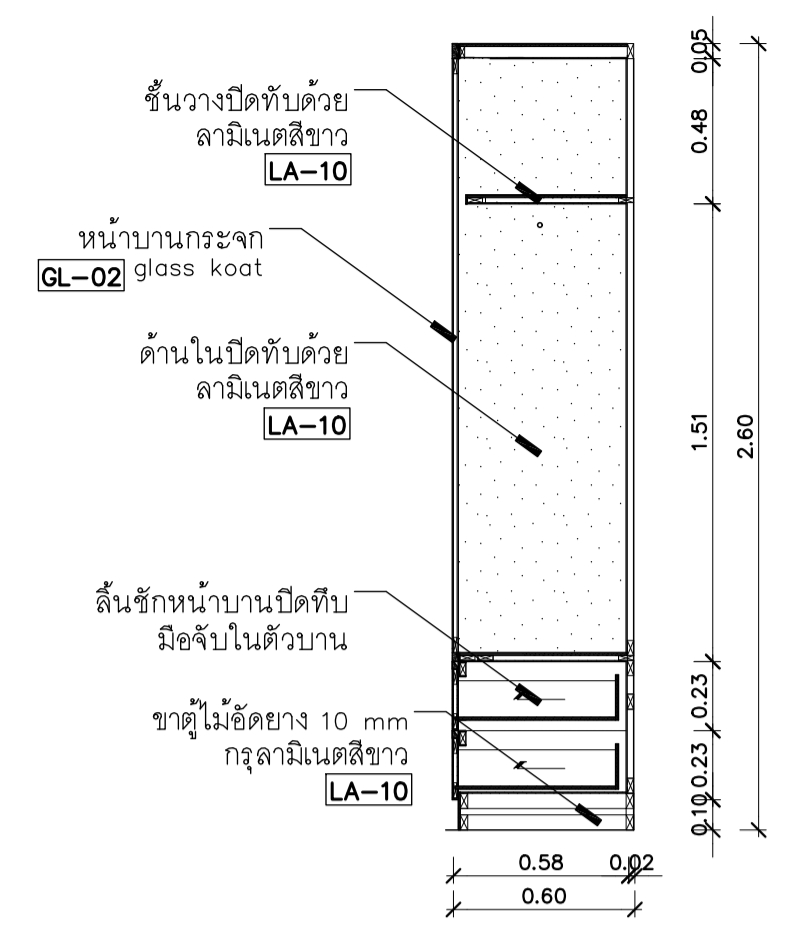 ชั้นวางปิดทับด้วย
ลามิเนตสีขาว
LA-10
หน้าบานกระจก
GL-02 glass koat
ด้านในปิดทับด้วย
ลามิเนตสีขาว
LA-10
ลิ้นชักหน้าบานปิดทึบ
มือจับในตัวบาน
ขาตู้ไม้อัดยาง 10 mm
กรุลามิเนตสีขาว
LA-10
0.05
0.48
1.51
2.60
0.23
0.23
0.10
0.58
0.02
0.60